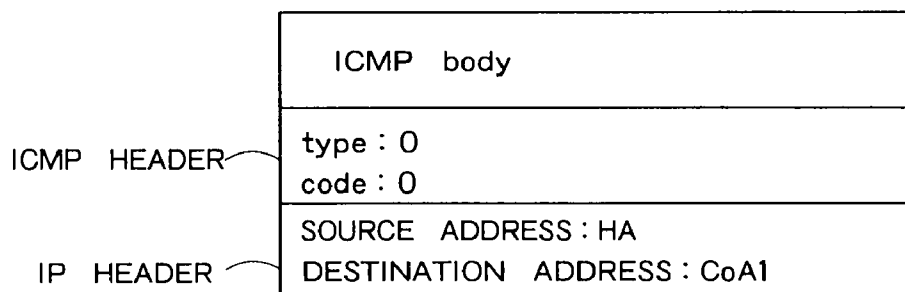 ICMP body
ICMP HEADER
type : 0
code : 0
SOURCE ADDRESS : HA
IP HEADER
DESTINATION ADDRESS : CoA1